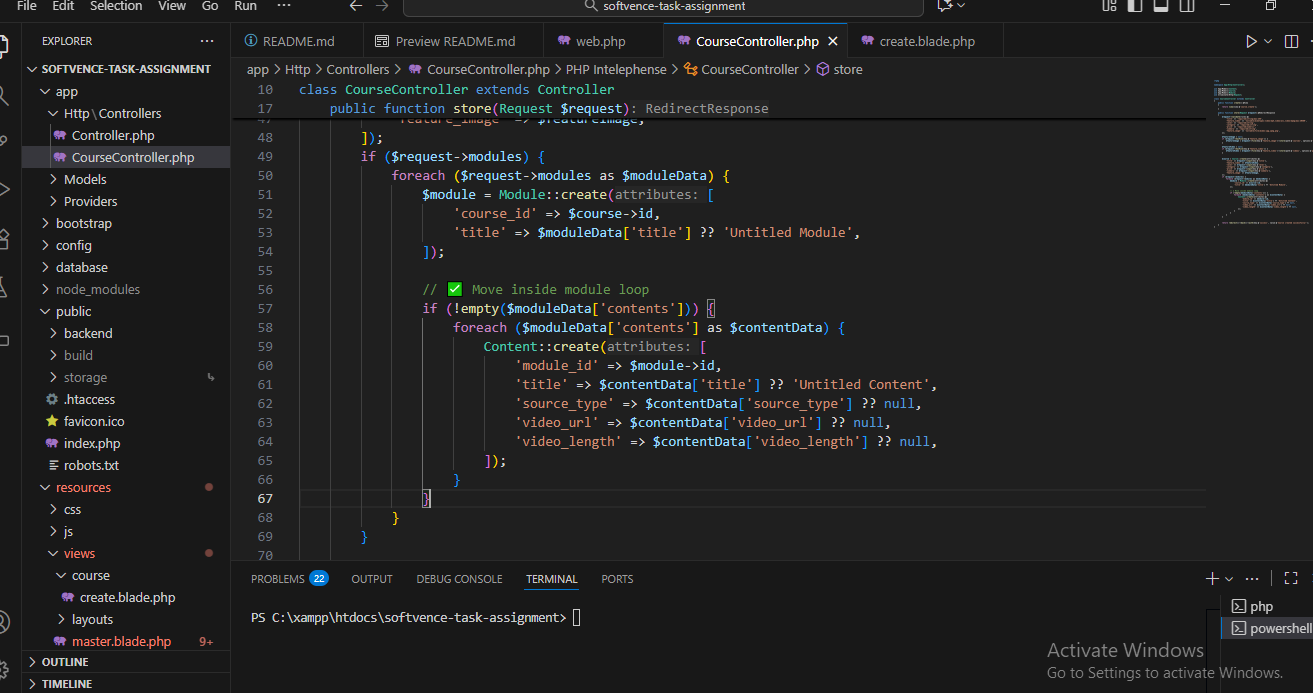 File Edit Selection View Go Run ···
softvence-task-assignment
EXPLORER ···
README.md
Preview README.md
web.php
CourseController.php
create.blade.php
SOFTVENCE-TASK-ASSIGNMENT
app
Http \ Controllers
Controller.php
CourseController.php
Models
Providers
bootstrap
config
database
node_modules
public
backend
build
storage
.htaccess
favicon.ico
index.php
robots.txt
resources
css
js
views
course
create.blade.php
layouts
master.blade.php 9+
OUTLINE
TIMELINE
app > Http > Controllers > CourseController.php > PHP Intelephense > CourseController > store
10 class CourseController extends Controller
17 public function store(Request $request): RedirectResponse
47 'feature_image' => $featureImage,
48 ]);
49 if ($request->modules) {
50 foreach ($request->modules as $moduleData) {
51 $module = Module::create(attributes: [
52 'course_id' => $course->id,
53 'title' => $moduleData['title'] ?? 'Untitled Module',
54 ]);
55
56 // ✅ Move inside module loop
57 if (!empty($moduleData['contents'])) {
58 foreach ($moduleData['contents'] as $contentData) {
59 Content::create(attributes: [
60 'module_id' => $module->id,
61 'title' => $contentData['title'] ?? 'Untitled Content',
62 'source_type' => $contentData['source_type'] ?? null,
63 'video_url' => $contentData['video_url'] ?? null,
64 'video_length' => $contentData['video_length'] ?? null,
65 ]);
66 }
67 }
68 }
69 }
70
PROBLEMS 22 OUTPUT DEBUG CONSOLE TERMINAL PORTS
PS C:\xampp\htdocs\softvence-task-assignment>
php
powershell
Activate Windows
Go to Settings to activate Windows.